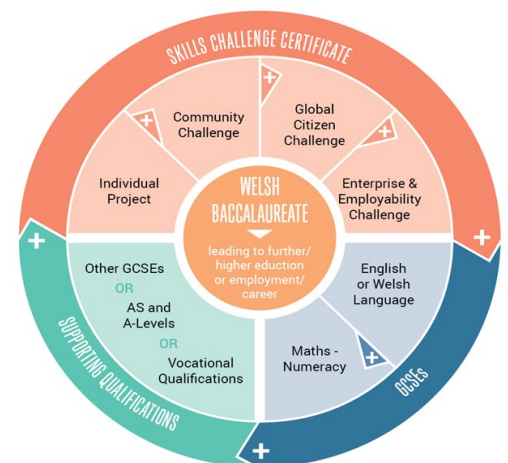 SKILLS CHALLENGE CERTIFICATE
+
Community
Challenge
+
Global
Citizen
Challenge
+
Individual
Project
Enterprise &
Employability
Challenge
WELSH
BACCALAUREATE
leading to further/
higher eduction
or employment/
career
+
+
Other GCSEs
OR
AS and
A-Levels
OR
Vocational
Qualifications
English
or Welsh
Language
Maths -
Numeracy
+
SUPPORTING QUALIFICATIONS
GCSEs
+